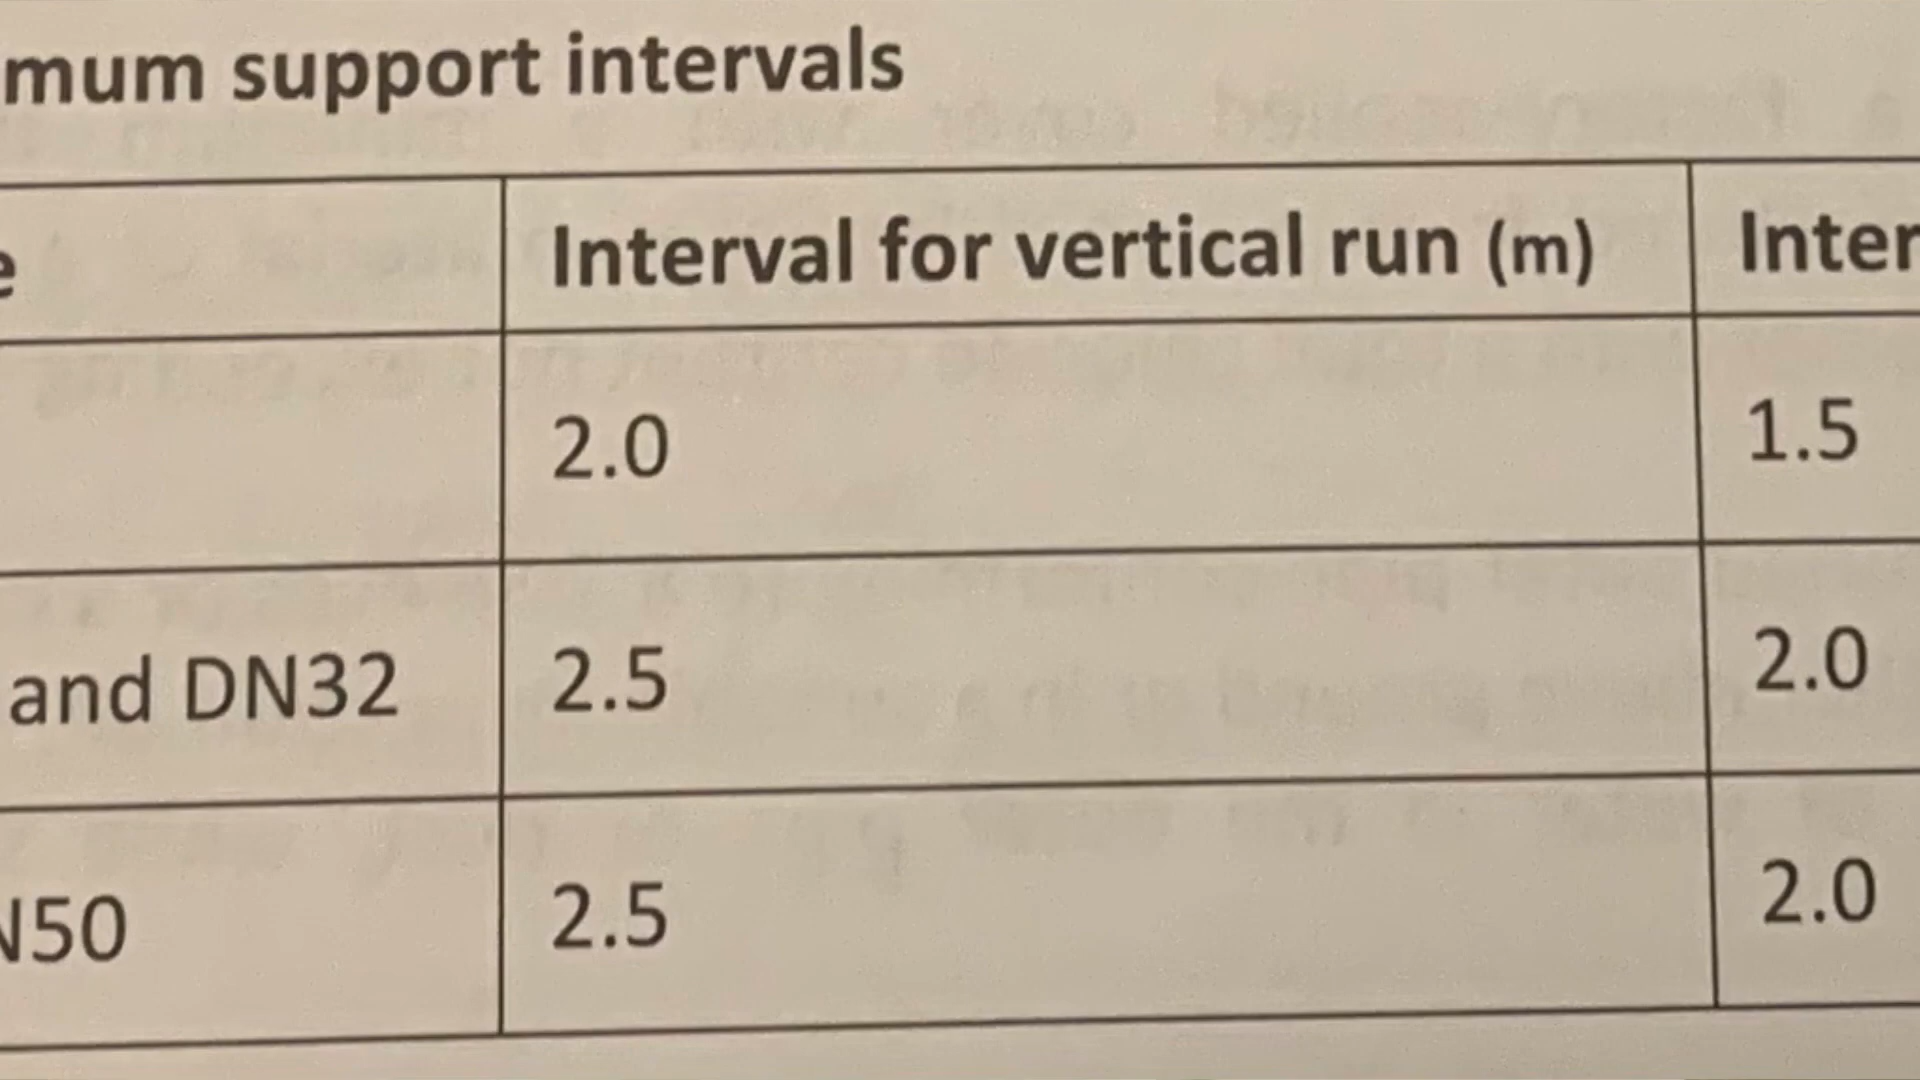 mum support intervals
e Interval for vertical run (m) Inter
2.0 1.5
and DN32 2.5 2.0
N50 2.5 2.0